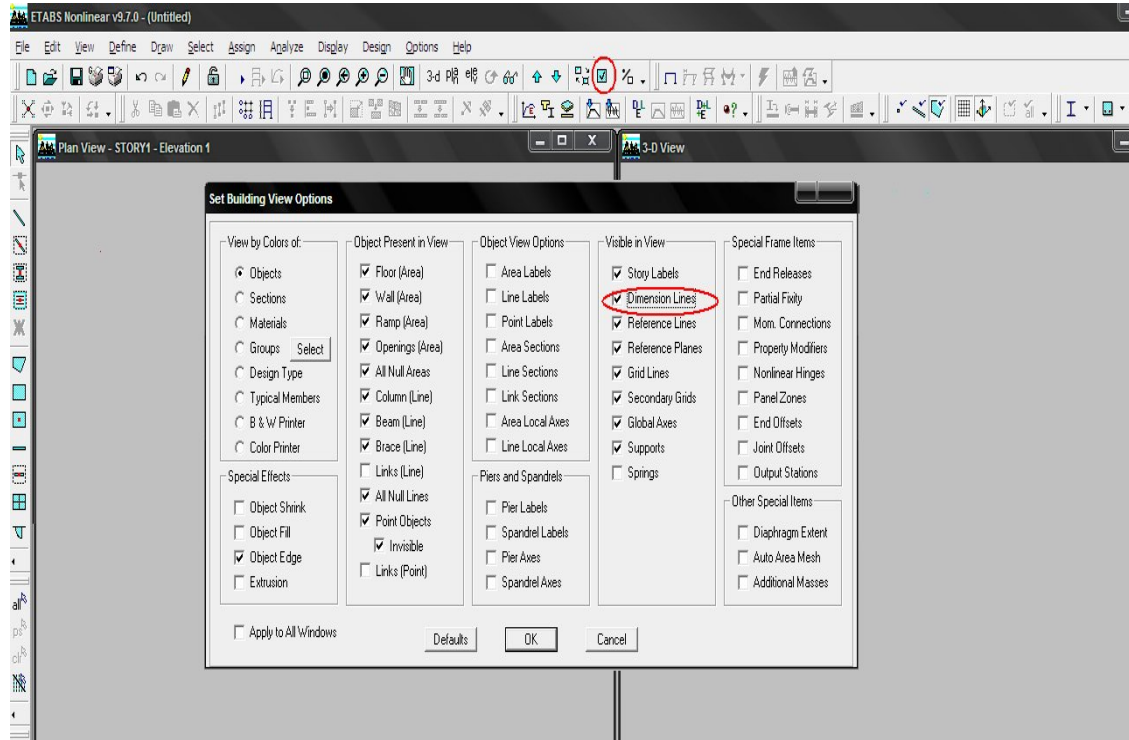 ETABS Nonlinear v9.7.0 - (Untitled)
File Edit View Define Draw Select Assign Analyze Display Design Options Help
3-d
Plan View - STORY1 - Elevation 1
3-D View
Set Building View Options
View by Colors of:
Objects
Sections
Materials
Groups
Select
Design Type
Typical Members
B & W Printer
Color Printer
Special Effects
Object Shrink
Object Fill
Object Edge
Extrusion
Apply to All Windows
Object Present in View
Floor (Area)
Wall (Area)
Ramp (Area)
Openings (Area)
All Null Areas
Column (Line)
Beam (Line)
Brace (Line)
Links (Line)
All Null Lines
Point Objects
Invisible
Links (Point)
Object View Options
Area Labels
Line Labels
Point Labels
Area Sections
Line Sections
Link Sections
Area Local Axes
Line Local Axes
Piers and Spandrels
Pier Labels
Spandrel Labels
Pier Axes
Spandrel Axes
Visible in View
Story Labels
Dimension Lines
Reference Lines
Reference Planes
Grid Lines
Secondary Grids
Global Axes
Supports
Springs
Special Frame Items
End Releases
Partial Fixity
Mom. Connections
Property Modifiers
Nonlinear Hinges
Panel Zones
End Offsets
Joint Offsets
Output Stations
Other Special Items
Diaphragm Extent
Auto Area Mesh
Additional Masses
Defaults
OK
Cancel
all
ps
clr